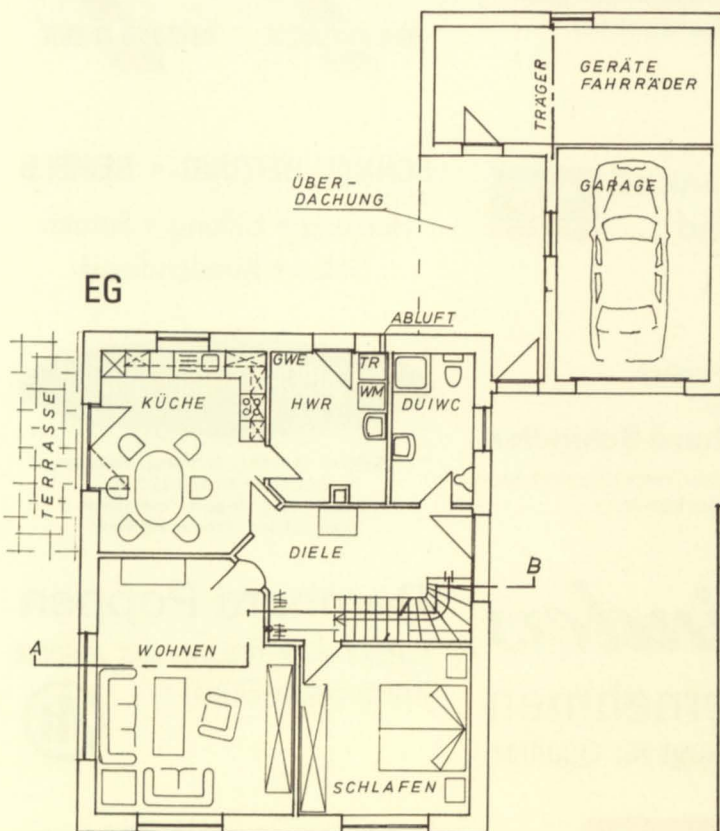 GERÄTE
FAHRRÄDER
TRÄGER
GARAGE
ÜBER-
DACHUNG
EG
ABLUFT
GWE
TR
WM
KÜCHE
HWR
DU/WC
TERRASSE
DIELE
B
A
WOHNEN
SCHLAFEN